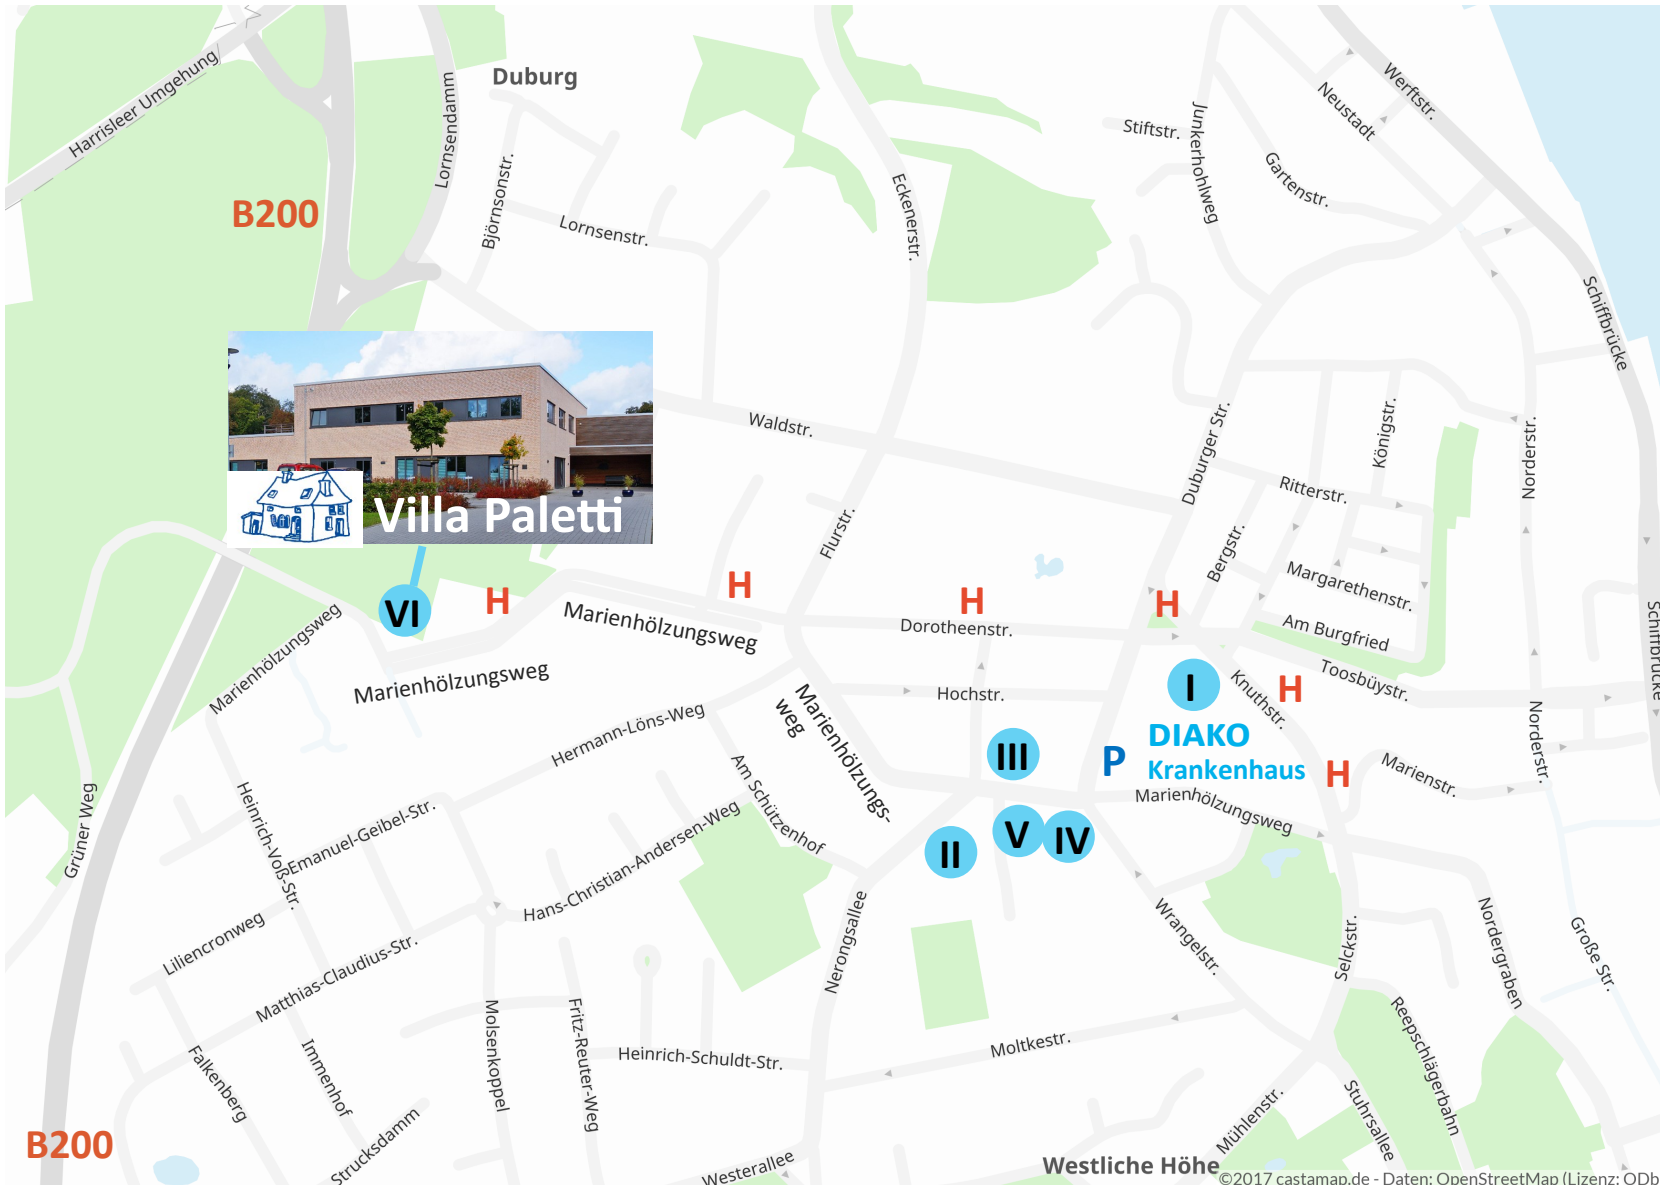 Harrisleer Umgehung
Lornsendamm
Duburg
B200
Björnsonstr.
Lornsenstr.
Eckenerstr.
Stiftstr.
Junkerhohlweg
Gartenstr.
Neustadt
Werftstr.
Schiffbrücke
Waldstr.
Flurstr.
Duburger Str.
Königstr.
Norderstr.
Ritterstr.
Bergstr.
Margarethenstr.
Am Burgfried
Toosbüystr.
Schiffbrücke
Villa Paletti
VI
H
H
H
H
H
H
Marienhölzungsweg
Marienhölzungsweg
Marienhölzungsweg
Dorotheenstr.
Hochstr.
Marienhölzungs-
weg
I
Knuthstr.
DIAKO
Krankenhaus
P
III
V
IV
II
Marienhölzungsweg
Marienstr.
Norderstr.
Hermann-Löns-Weg
Am Schützenhof
Heinrich-Voß-Str.
Emanuel-Geibel-Str.
Hans-Christian-Andersen-Weg
Grüner Weg
Liliencronweg
Matthias-Claudius-Str.
Nerongsallee
Wrangelstr.
Selckstr.
Nordergraben
Große Str.
Reepschlägerbahn
Falkenberg
Immenhof
Molsenkoppel
Fritz-Reuter-Weg
Heinrich-Schuldt-Str.
Moltkestr.
Mühlenstr.
Stuhrsallee
Strucksdamm
B200
Westerallee
Westliche Höhe
©2017 castamap.de - Daten: OpenStreetMap (Lizenz: ODb